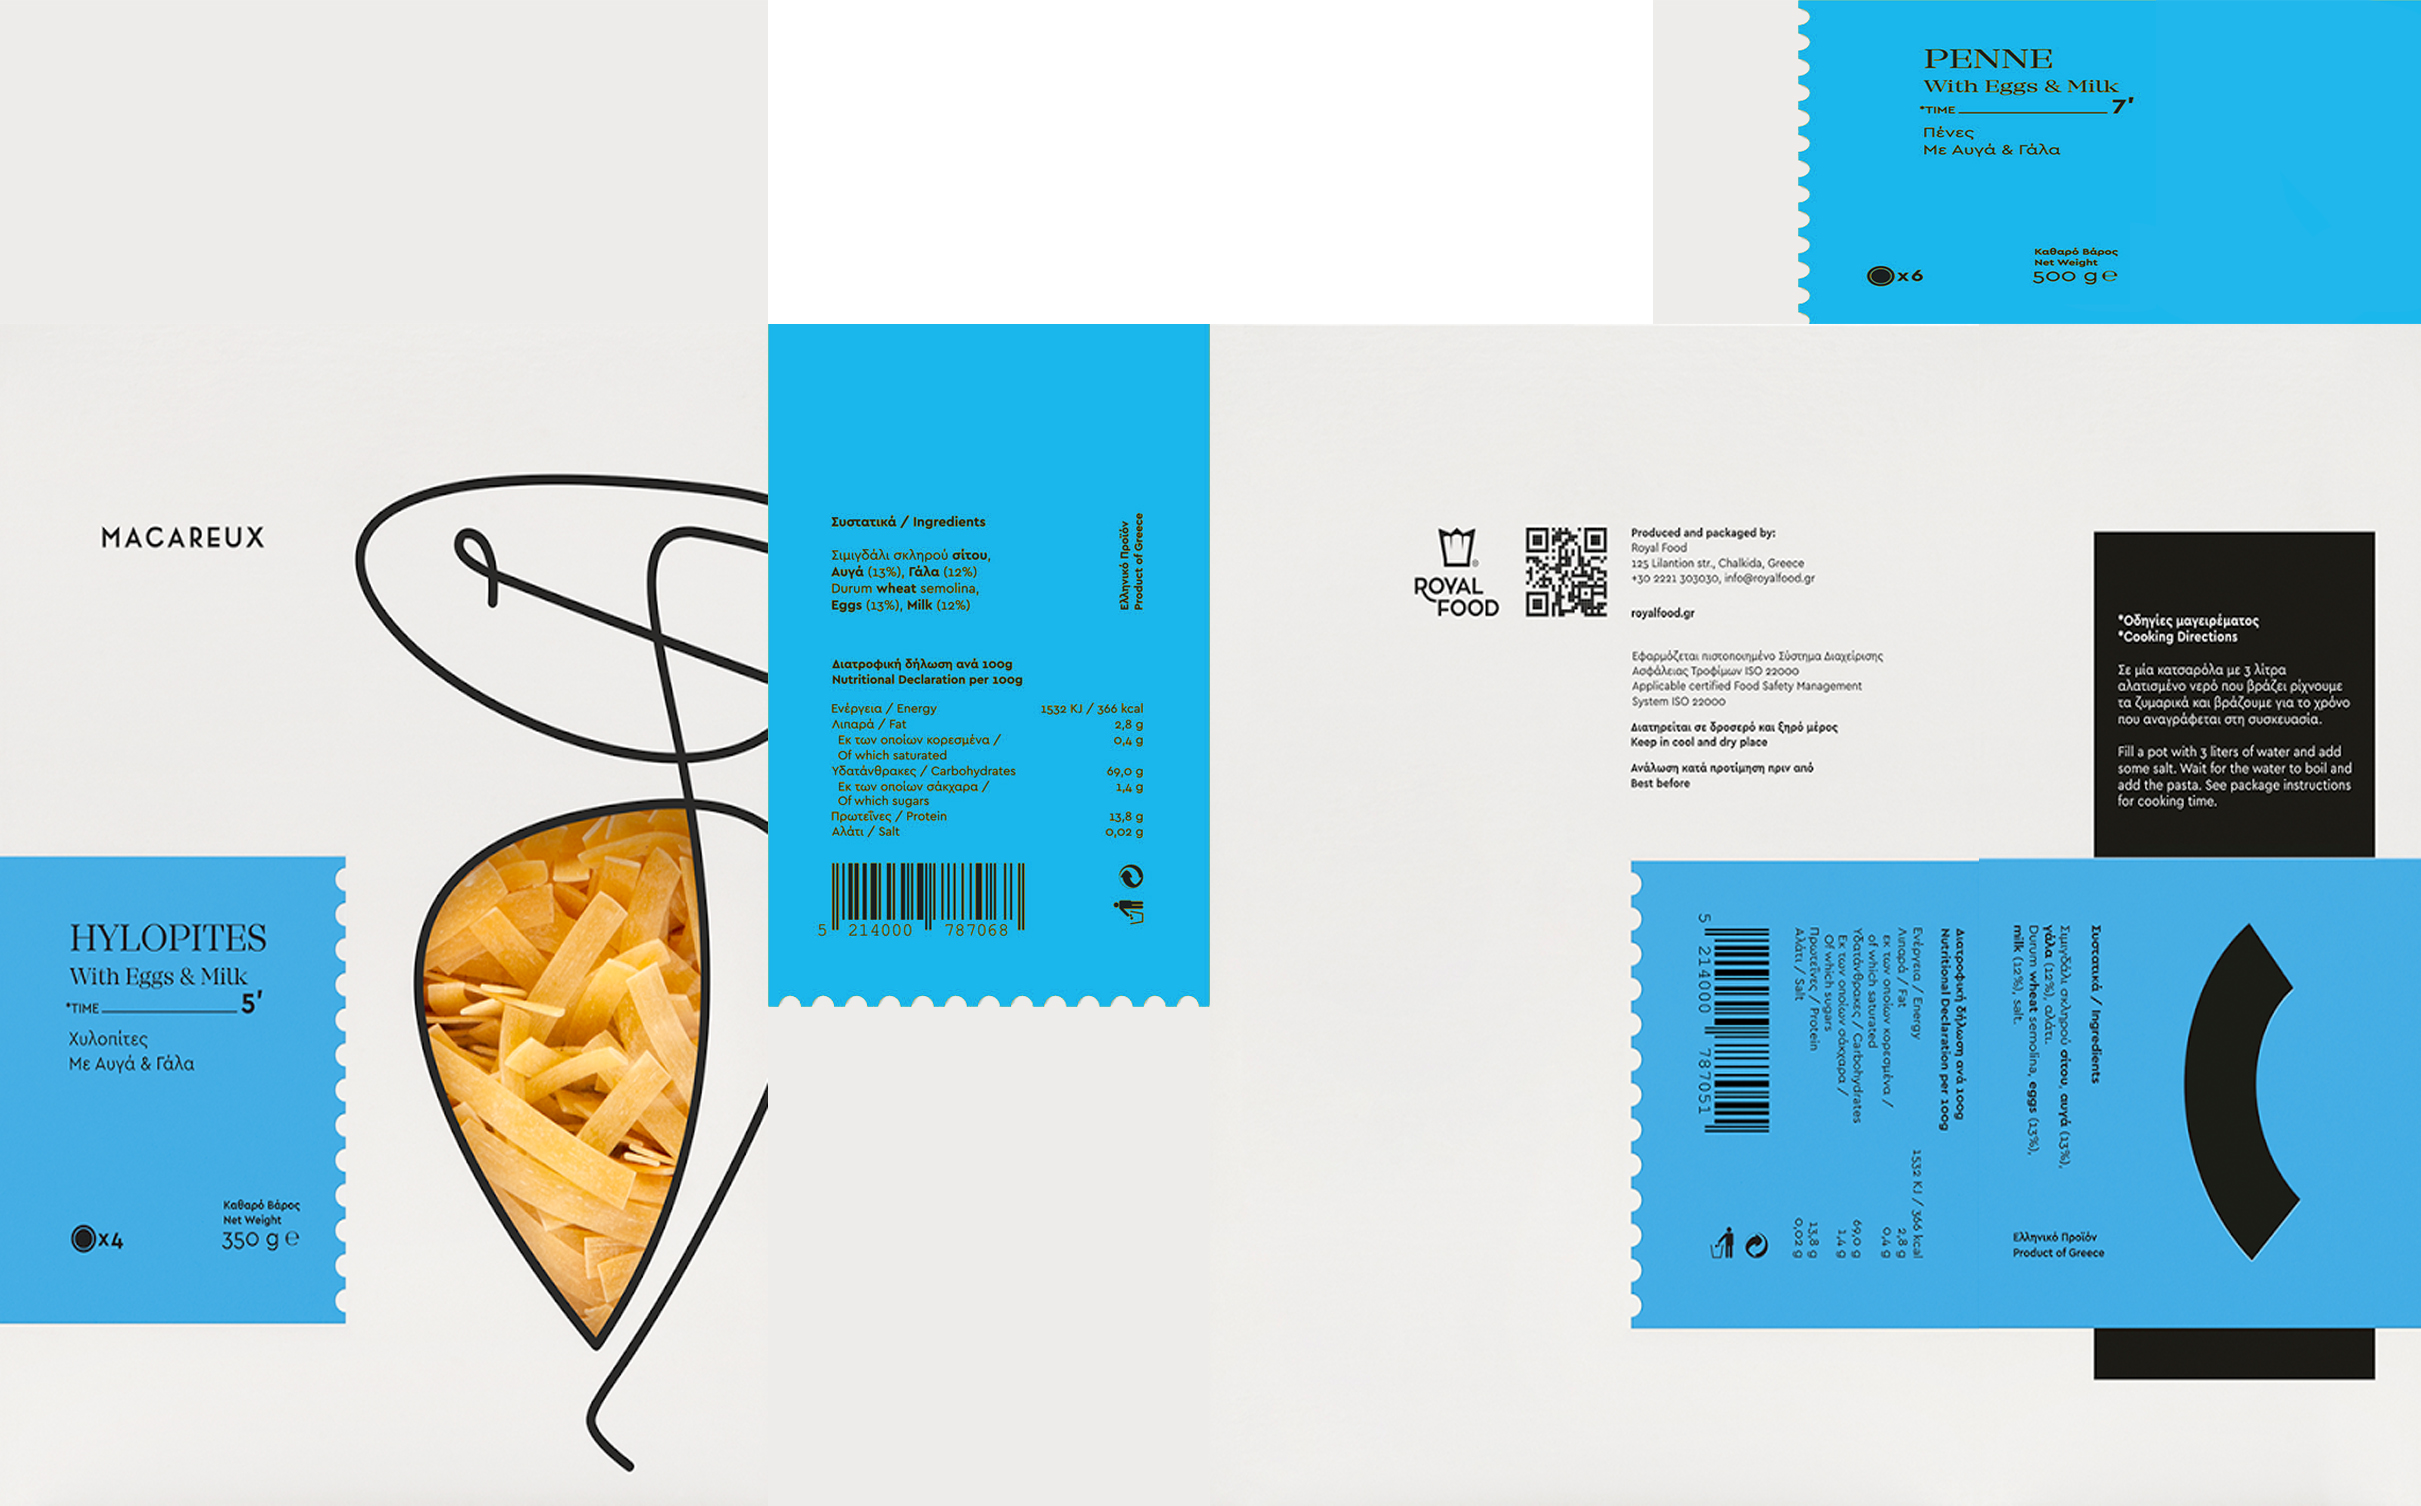 PENNE
With Eggs & Milk
*TIME 7'
Πένες
Με Αυγά & Γάλα
x6
Καθαρό Βάρος
Net Weight
500 g e
MACAREUX
HYLOPITES
With Eggs & Milk
*TIME 5'
Χυλοπίτες
Με Αυγά & Γάλα
x4
Καθαρό Βάρος
Net Weight
350 g e
Συστατικά / Ingredients
Σιμιγδάλι σκληρού σίτου,
Αυγά (13%), Γάλα (12%)
Durum wheat semolina,
Eggs (13%), Milk (12%)
Ελληνικό Προϊόν
Product of Greece
Διατροφική δήλωση ανά 100g
Nutritional Declaration per 100g
Ενέργεια / Energy 1532 KJ / 366 kcal
Λιπαρά / Fat 2,8 g
Εκ των οποίων κορεσμένα / 0,4 g
Of which saturated
Υδατάνθρακες / Carbohydrates 69,0 g
Εκ των οποίων σάκχαρα / 1,4 g
Of which sugars
Πρωτεΐνες / Protein 13,8 g
Αλάτι / Salt 0,02 g
5 214000 787068
ROYAL
FOOD
Produced and packaged by:
Royal Food
125 Lilantion str., Chalkida, Greece
+30 2221 303030, info@royalfood.gr
royalfood.gr
Εφαρμόζεται πιστοποιημένο Σύστημα Διαχείρισης
Ασφάλειας Τροφίμων ISO 22000
Applicable certified Food Safety Management
System ISO 22000
Διατηρείται σε δροσερό και ξηρό μέρος
Keep in cool and dry place
Ανάλωση κατά προτίμηση πριν από
Best before
*Οδηγίες μαγειρέματος
*Cooking Directions
Σε μία κατσαρόλα με 3 λίτρα
αλατισμένο νερό που βράζει ρίχνουμε
τα ζυμαρικά και βράζουμε για το χρόνο
που αναγράφεται στη συσκευασία.
Fill a pot with 3 liters of water and add
some salt. Wait for the water to boil and
add the pasta. See package instructions
for cooking time.
Συστατικά / Ingredients
Σιμιγδάλι σκληρού σίτου, αυγά (13%),
γάλα (12%), αλάτι.
Durum wheat semolina, eggs (13%),
milk (12%), salt.
Ελληνικό Προϊόν
Product of Greece
Διατροφική δήλωση ανά 100g
Nutritional Declaration per 100g
Ενέργεια / Energy 1532 KJ / 366 kcal
Λιπαρά / Fat 2,8 g
εκ των οποίων κορεσμένα / 0,4 g
of which saturated
Υδατάνθρακες / Carbohydrates 69,0 g
Εκ των οποίων σάκχαρα / 1,4 g
Of which sugars
Πρωτεΐνες / Protein 13,8 g
Αλάτι / Salt 0,02 g
5 214000 787051